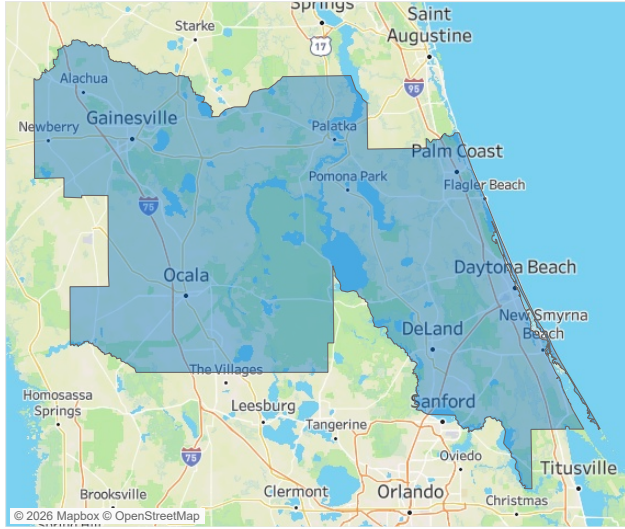 Springs
Saint
Augustine
Starke
17
95
Alachua
Gainesville
Newberry
Palatka
Palm Coast
Pomona Park
Flagler Beach
75
Ocala
Daytona Beach
New Smyrna
Beach
DeLand
The Villages
Homosassa
Springs
Leesburg
Sanford
Tangerine
75
Oviedo
Titusville
Brooksville
Clermont
Orlando
Christmas
© 2026 Mapbox © OpenStreetMap